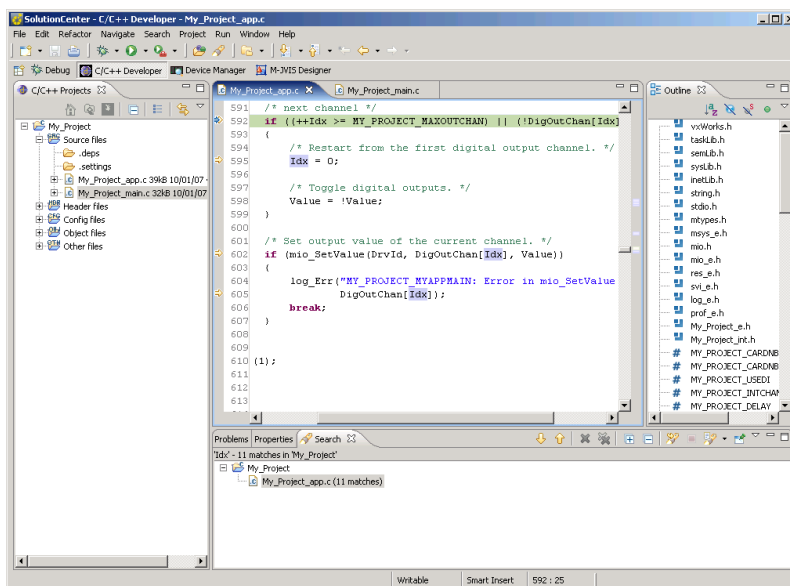 SolutionCenter - C/C++ Developer - My_Project_app.c
File Edit Refactor Navigate Search Project Run Window Help
Debug C/C++ Developer Device Manager M-JVIS Designer
C/C++ Projects
My_Project
Source files
.deps
.settings
My_Project_app.c 39kB 10/01/07 -
My_Project_main.c 32kB 10/01/07
Header files
Config files
Object files
Other files
My_Project_app.c My_Project_main.c
591 /* next channel */
592 if ((++Idx >= MY_PROJECT_MAXOUTCHAN) || (!DigOutChan[Idx]
593 {
594 /* Restart from the first digital output channel. */
595 Idx = 0;
596
597 /* Toggle digital outputs. */
598 Value = !Value;
599 }
600
601 /* Set output value of the current channel. */
602 if (mio_SetValue(DrvId, DigOutChan[Idx], Value))
603 {
604 log_Err("MY_PROJECT_MYAPPMAIN: Error in mio_SetValue
605 DigOutChan[Idx]);
606 break;
607 }
608
609
610 (1);
611
612
613
Outline
vxWorks.h
taskLib.h
semLib.h
sysLib.h
inetLib.h
string.h
stdio.h
mtypes.h
msys_e.h
mio.h
mio_e.h
res_e.h
svi_e.h
log_e.h
prof_e.h
My_Project_e.h
My_Project_int.h
# MY_PROJECT_CARDNB
# MY_PROJECT_CARDNB
# MY_PROJECT_USEDI
# MY_PROJECT_INTCHAN
# MY_PROJECT_DELAY
Problems Properties Search
'Idx' - 11 matches in 'My_Project'
My_Project
My_Project_app.c (11 matches)
Writable Smart Insert 592 : 25